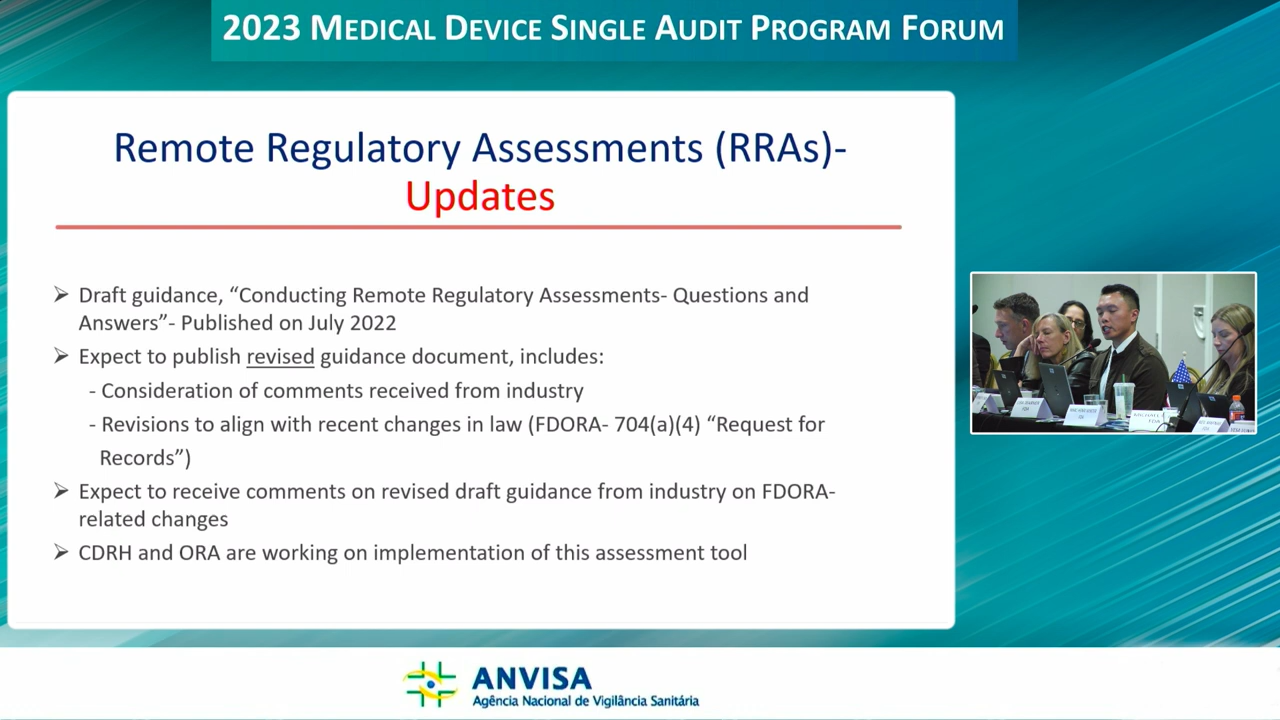 2023 MEDICAL DEVICE SINGLE AUDIT PROGRAM FORUM
Remote Regulatory Assessments (RRAs)-
Updates
➢ Draft guidance, “Conducting Remote Regulatory Assessments- Questions and
Answers”- Published on July 2022
➢ Expect to publish revised guidance document, includes:
- Consideration of comments received from industry
- Revisions to align with recent changes in law (FDORA- 704(a)(4) “Request for
Records”)
➢ Expect to receive comments on revised draft guidance from industry on FDORA-
related changes
➢ CDRH and ORA are working on implementation of this assessment tool
FDA
ANVISA
Agência Nacional de Vigilância Sanitária